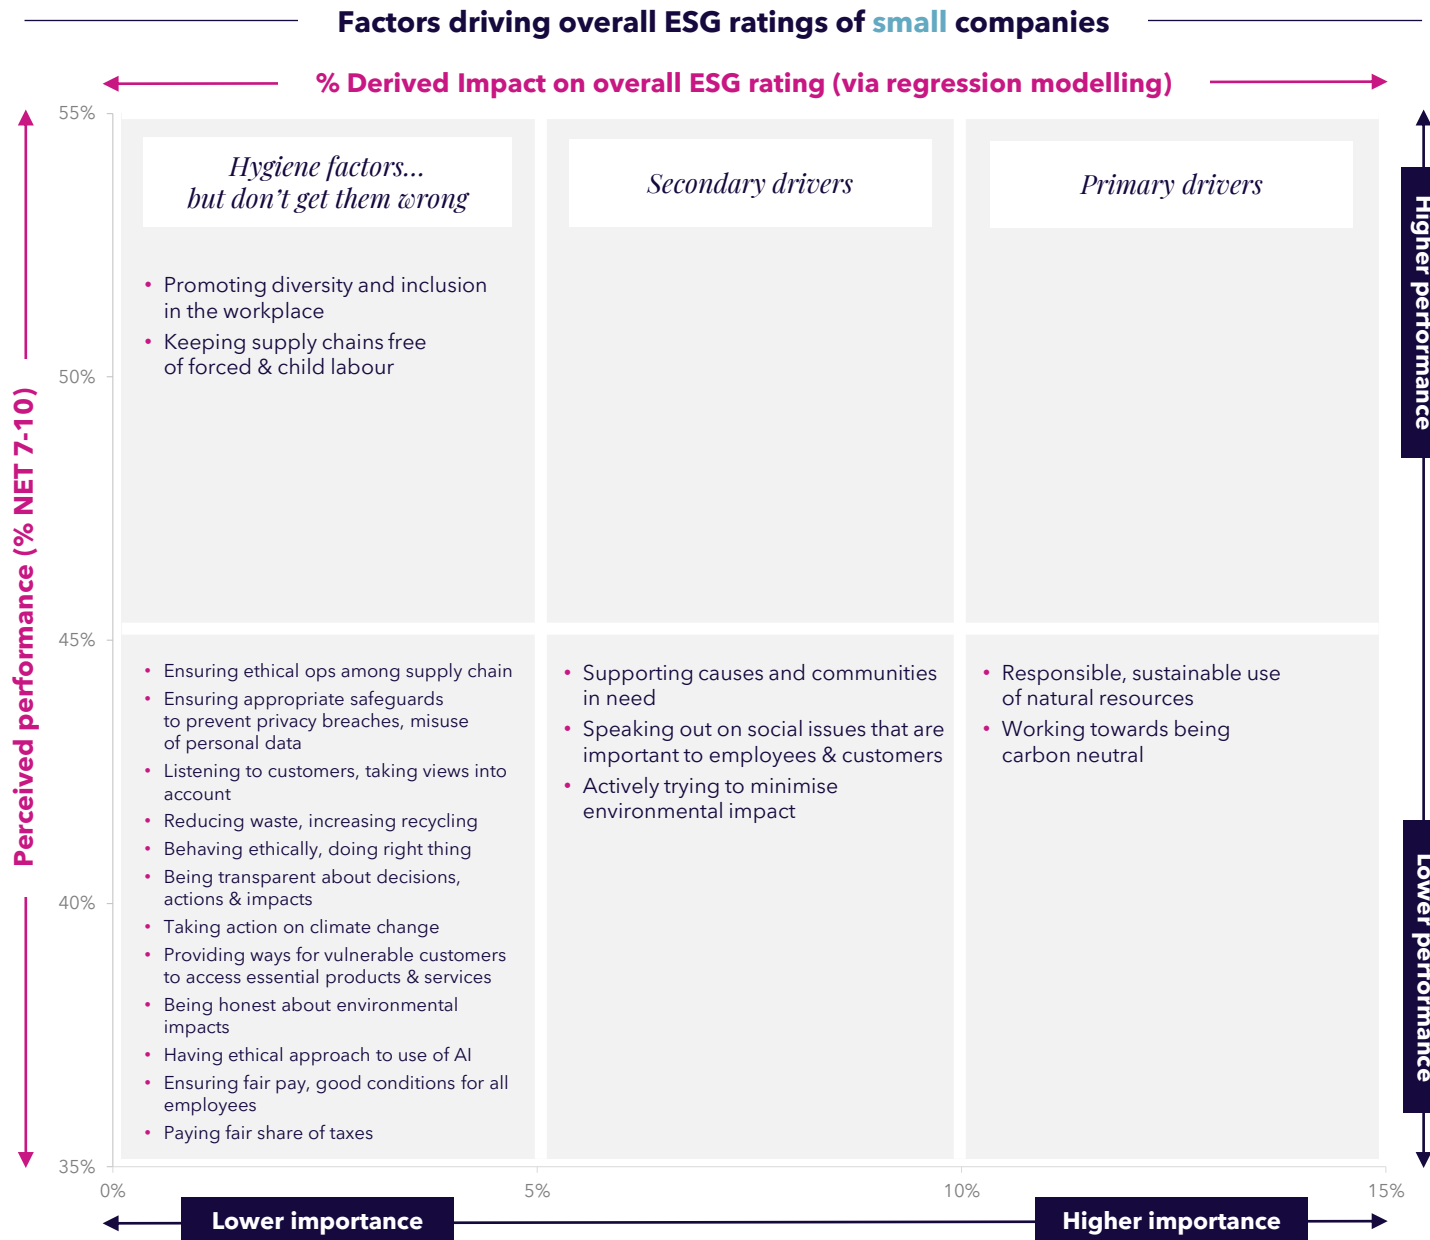 Factors driving overall ESG ratings of small companies
% Derived Impact on overall ESG rating (via regression modelling)
55%
50%
45%
40%
35%
Perceived performance (% NET 7-10)
Hygiene factors...
but don't get them wrong
• Promoting diversity and inclusion
in the workplace
• Keeping supply chains free
of forced & child labour
Secondary drivers
Primary drivers
• Ensuring ethical ops among supply chain
• Ensuring appropriate safeguards
to prevent privacy breaches, misuse
of personal data
• Listening to customers, taking views into
account
• Reducing waste, increasing recycling
• Behaving ethically, doing right thing
• Being transparent about decisions,
actions & impacts
• Taking action on climate change
• Providing ways for vulnerable customers
to access essential products & services
• Being honest about environmental
impacts
• Having ethical approach to use of AI
• Ensuring fair pay, good conditions for all
employees
• Paying fair share of taxes
• Supporting causes and communities
in need
• Speaking out on social issues that are
important to employees & customers
• Actively trying to minimise
environmental impact
• Responsible, sustainable use
of natural resources
• Working towards being
carbon neutral
Higher performance
Lower performance
0%
5%
10%
15%
Lower importance
Higher importance